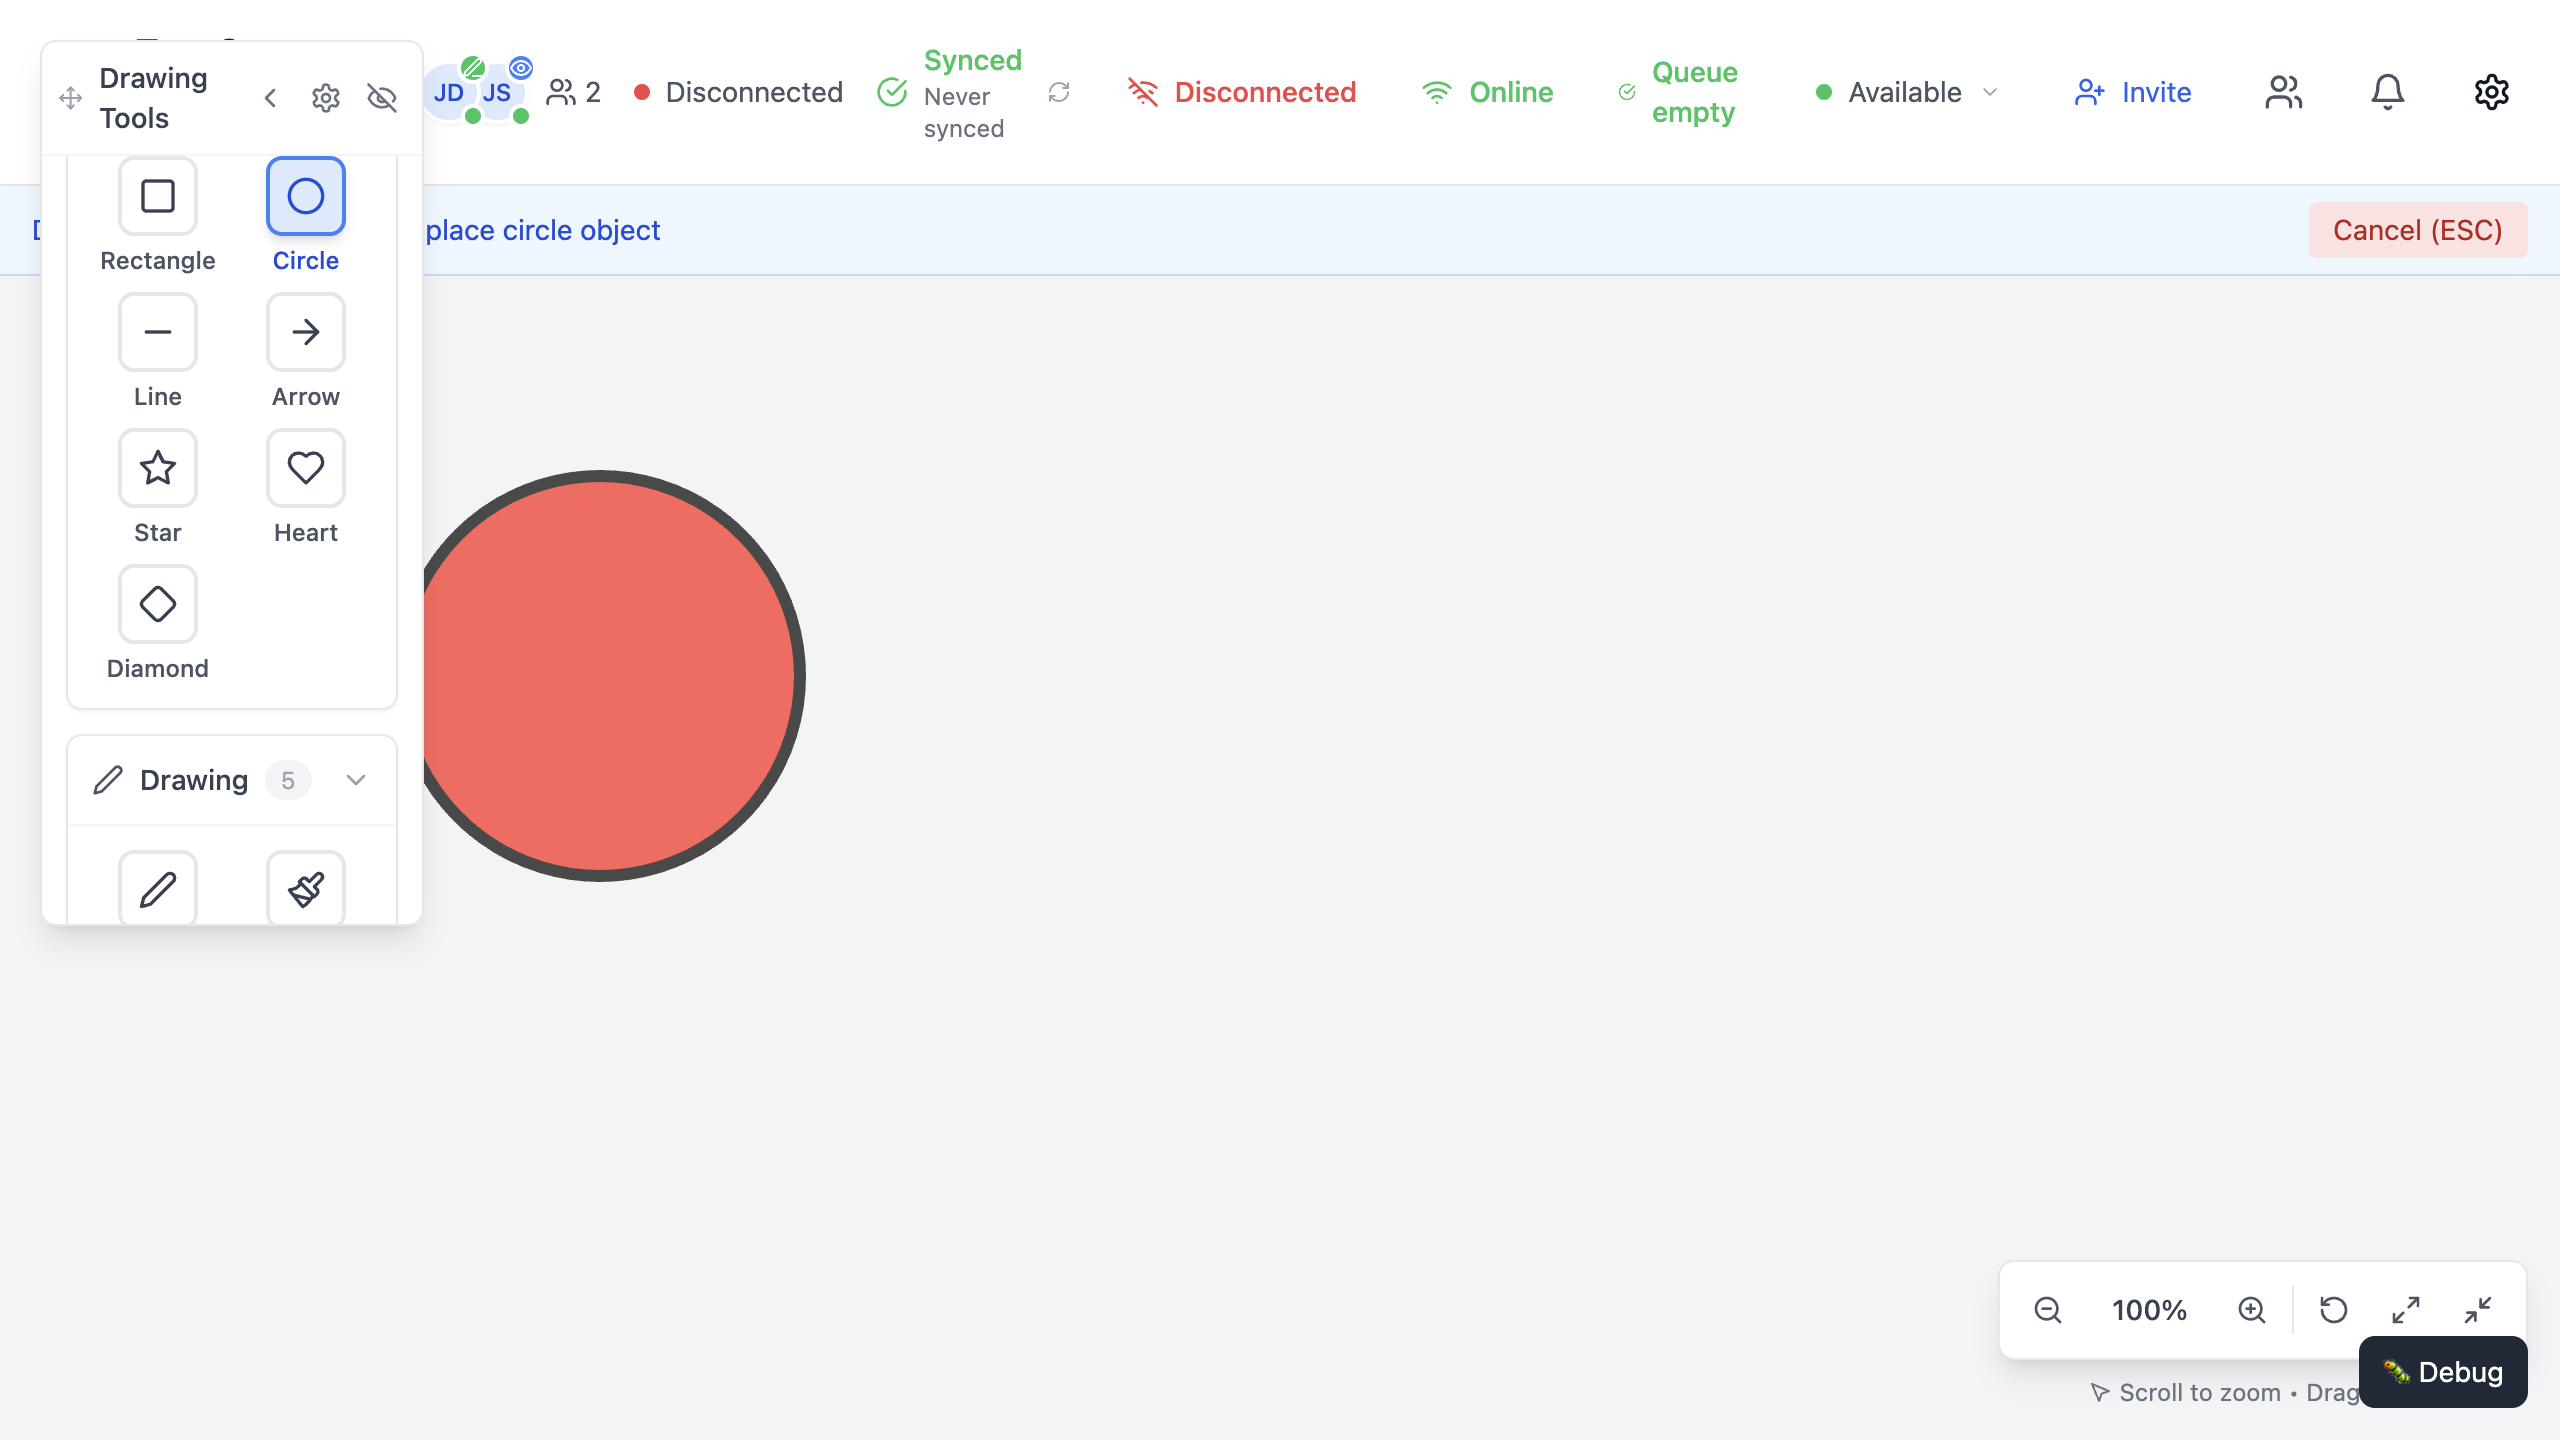 Drawing
Tools
JD
JS
2
Disconnected
Synced
Never
synced
Disconnected
Online
Queue
empty
Available
Invite
place circle object
Cancel (ESC)
Rectangle
Circle
Line
Arrow
Star
Heart
Diamond
Drawing 5
100%
Debug
Scroll to zoom • Drag